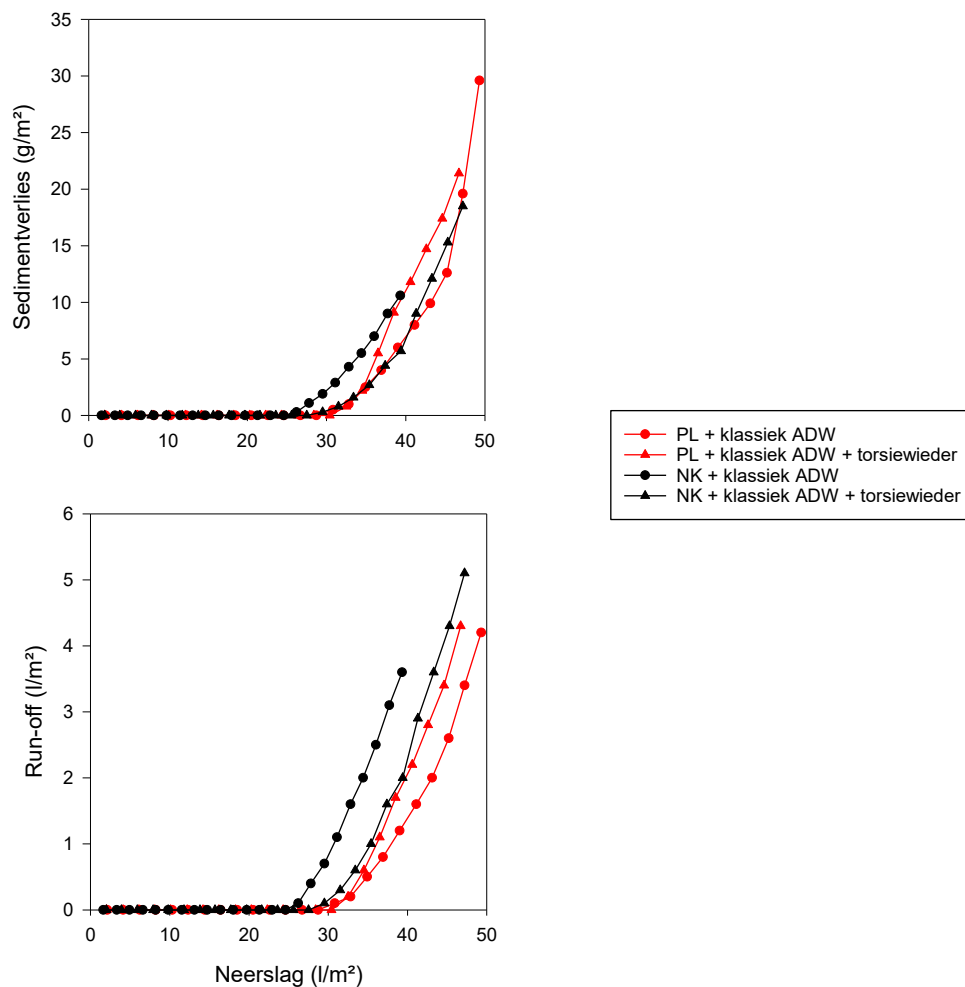 35
30
25
20
15
10
5
0
Sedimentverlies (g/m²)
0 10 20 30 40 50
PL + klassiek ADW
PL + klassiek ADW + torsiewieder
NK + klassiek ADW
NK + klassiek ADW + torsiewieder
6
5
4
3
2
1
0
Run-off (l/m²)
0 10 20 30 40 50
Neerslag (l/m²)